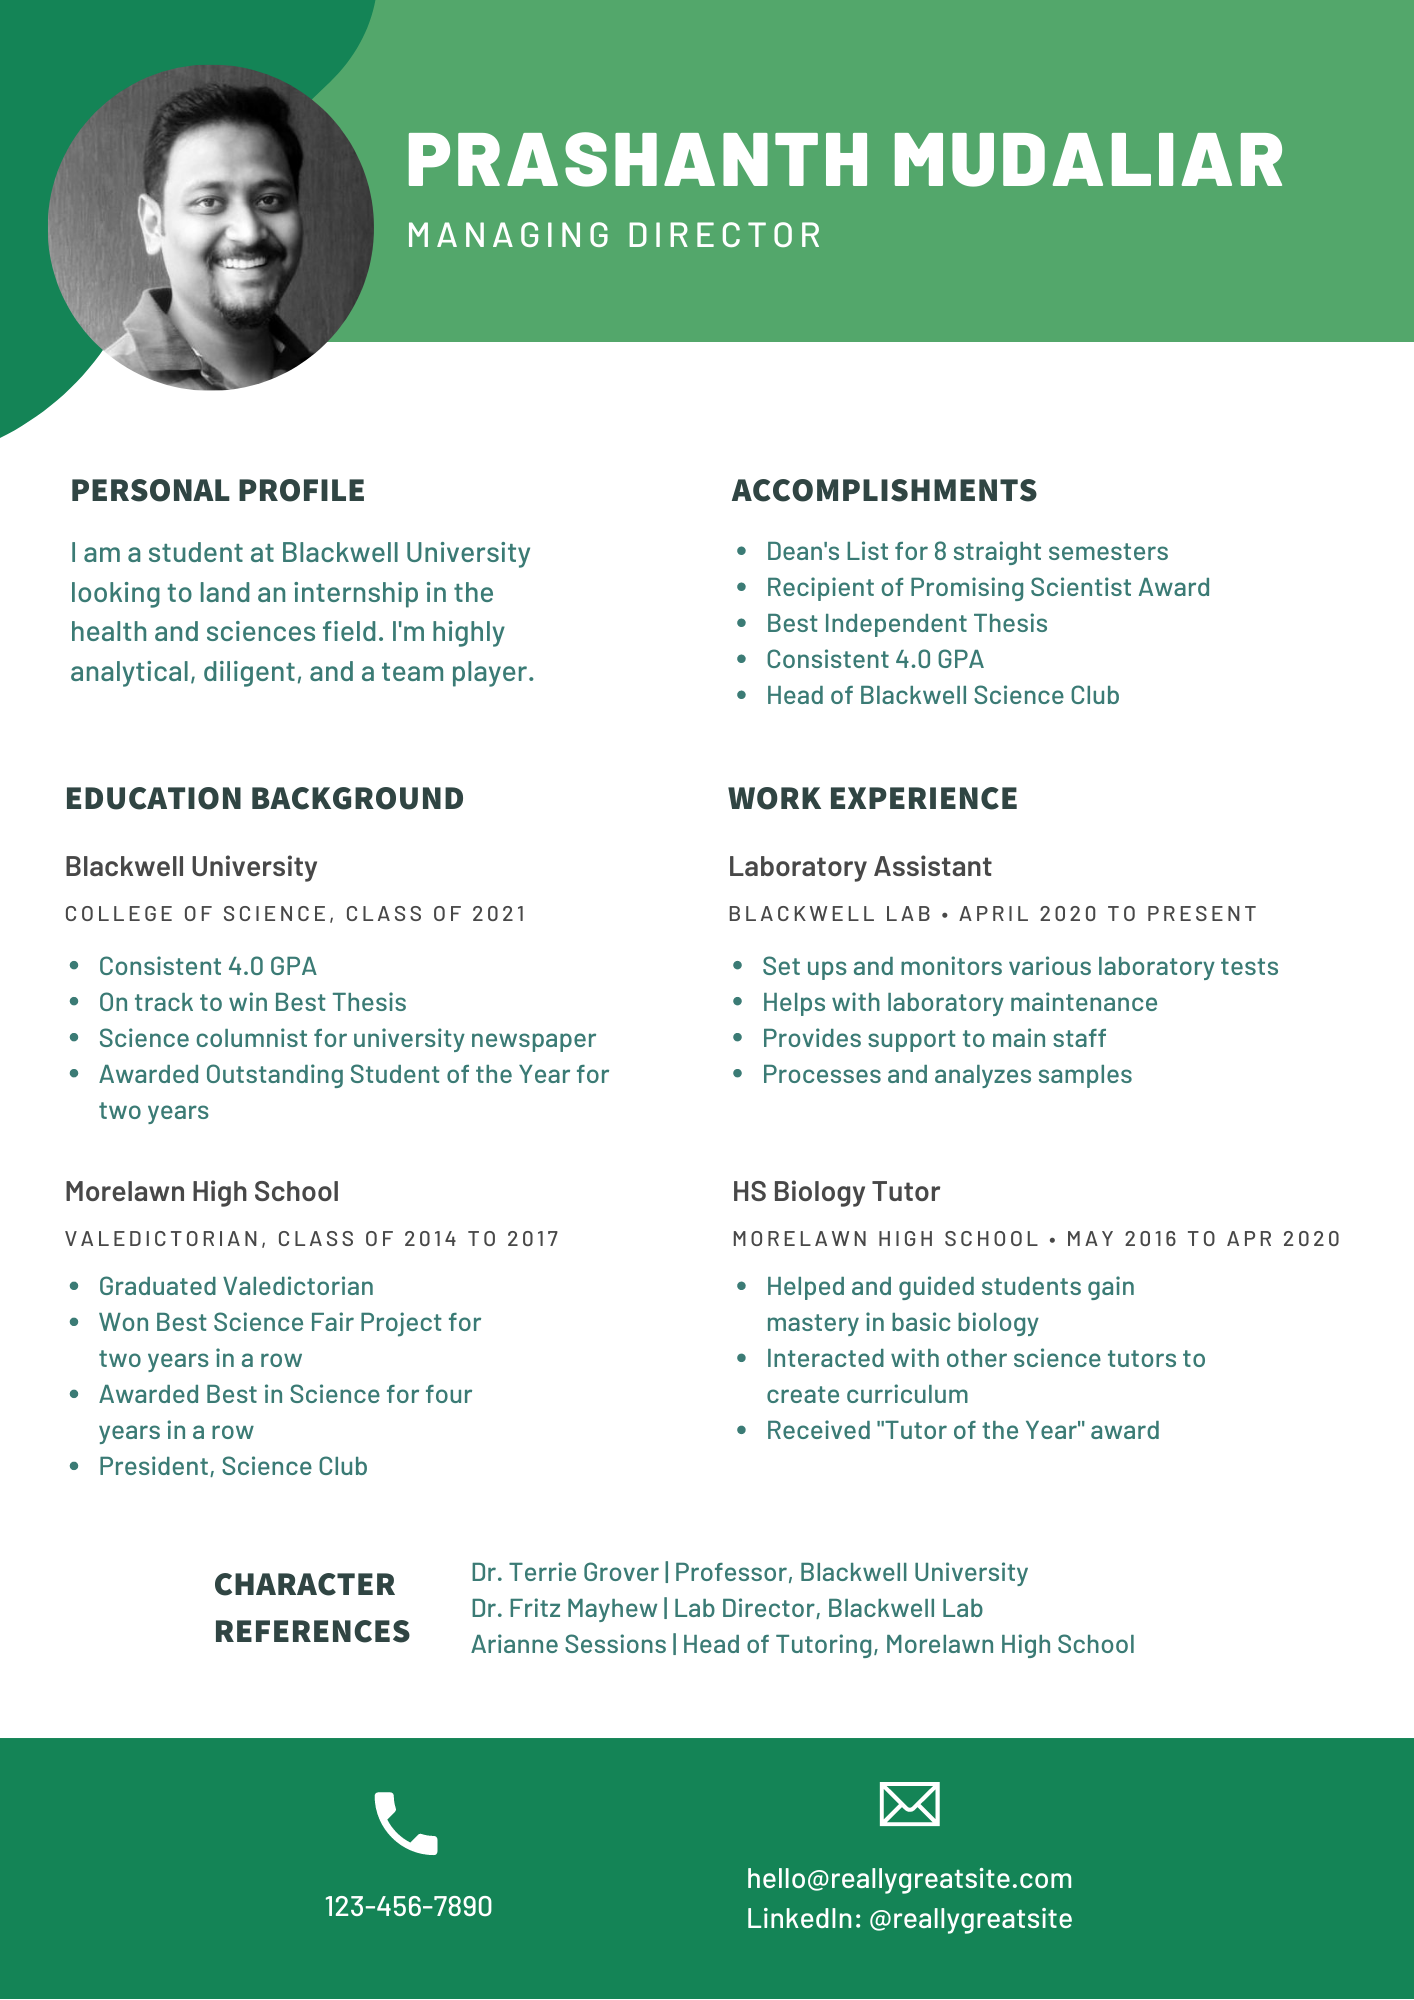 PRASHANTH MUDALIAR
MANAGING DIRECTOR
PERSONAL PROFILE
I am a student at Blackwell University
looking to land an internship in the
health and sciences field. I'm highly
analytical, diligent, and a team player.
ACCOMPLISHMENTS
• Dean's List for 8 straight semesters
• Recipient of Promising Scientist Award
• Best Independent Thesis
• Consistent 4.0 GPA
• Head of Blackwell Science Club
EDUCATION BACKGROUND
Blackwell University
COLLEGE OF SCIENCE, CLASS OF 2021
• Consistent 4.0 GPA
• On track to win Best Thesis
• Science columnist for university newspaper
• Awarded Outstanding Student of the Year for
two years
Morelawn High School
VALEDICTORIAN, CLASS OF 2014 TO 2017
• Graduated Valedictorian
• Won Best Science Fair Project for
two years in a row
• Awarded Best in Science for four
years in a row
• President, Science Club
WORK EXPERIENCE
Laboratory Assistant
BLACKWELL LAB • APRIL 2020 TO PRESENT
• Set ups and monitors various laboratory tests
• Helps with laboratory maintenance
• Provides support to main staff
• Processes and analyzes samples
HS Biology Tutor
MORELAWN HIGH SCHOOL • MAY 2016 TO APR 2020
• Helped and guided students gain
mastery in basic biology
• Interacted with other science tutors to
create curriculum
• Received "Tutor of the Year" award
CHARACTER
REFERENCES
Dr. Terrie Grover | Professor, Blackwell University
Dr. Fritz Mayhew | Lab Director, Blackwell Lab
Arianne Sessions | Head of Tutoring, Morelawn High School
123-456-7890
hello@reallygreatsite.com
LinkedIn: @reallygreatsite